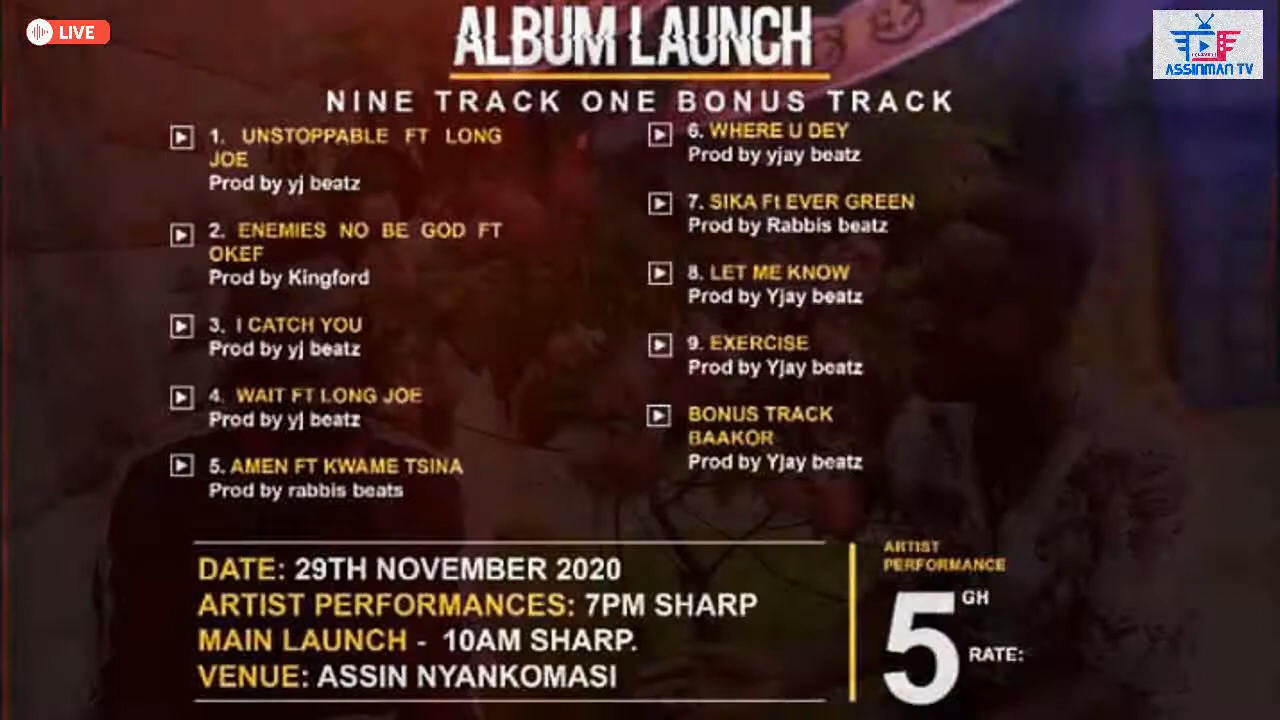 LIVE
ASSINMAN TV
ALBUM LAUNCH
NINE TRACK ONE BONUS TRACK
1. UNSTOPPABLE FT LONG
JOE
Prod by yj beatz
2. ENEMIES NO BE GOD FT
OKEF
Prod by Kingford
3. I CATCH YOU
Prod by yj beatz
4. WAIT FT LONG JOE
Prod by yj beatz
5. AMEN FT KWAME TSINA
Prod by rabbis beats
6. WHERE U DEY
Prod by yjay beatz
7. SIKA Ft EVER GREEN
Prod by Rabbis beatz
8. LET ME KNOW
Prod by Yjay beatz
9. EXERCISE
Prod by Yjay beatz
BONUS TRACK
BAAKOR
Prod by Yjay beatz
DATE: 29TH NOVEMBER 2020
ARTIST PERFORMANCES: 7PM SHARP
MAIN LAUNCH - 10AM SHARP.
VENUE: ASSIN NYANKOMASI
ARTIST
PERFORMANCE
5 GH
RATE: